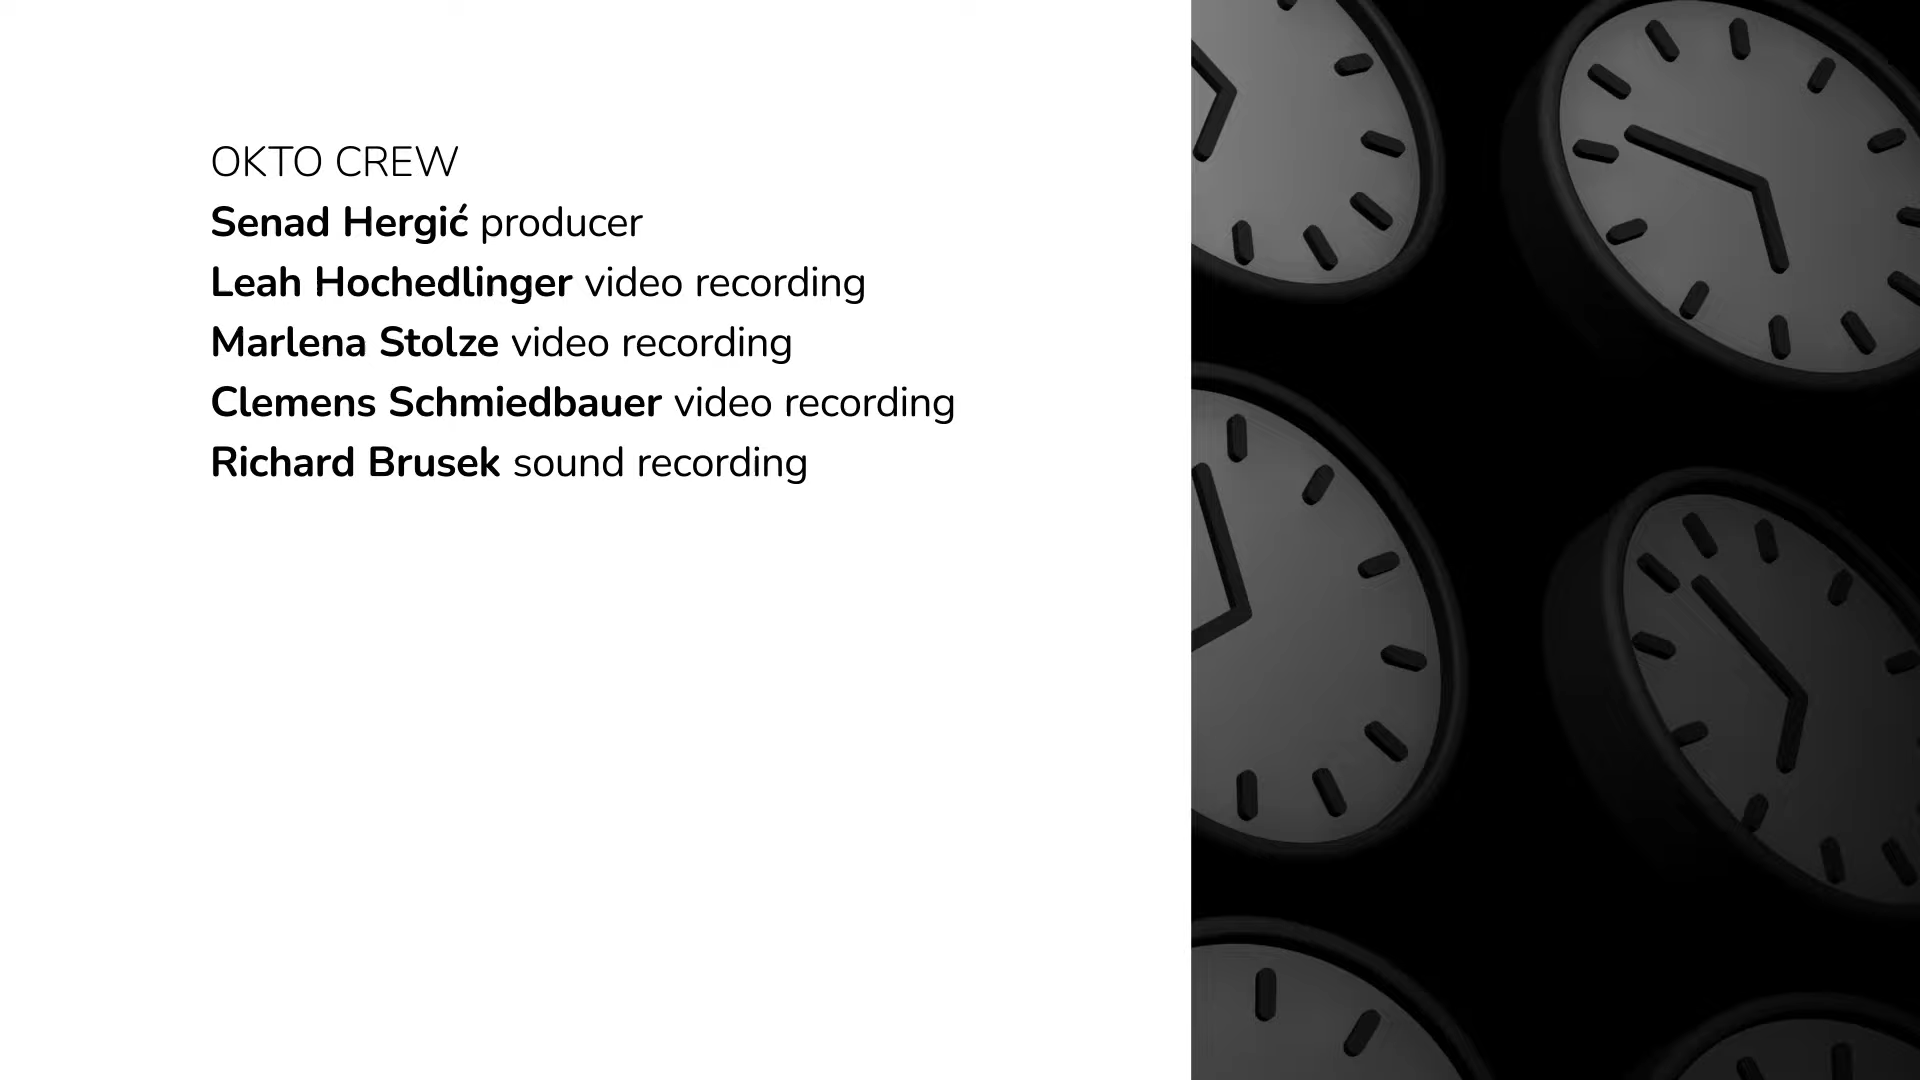 OKTO CREW
Senad Hergić producer
Leah Hochedlinger video recording
Marlena Stolze video recording
Clemens Schmiedbauer video recording
Richard Brusek sound recording